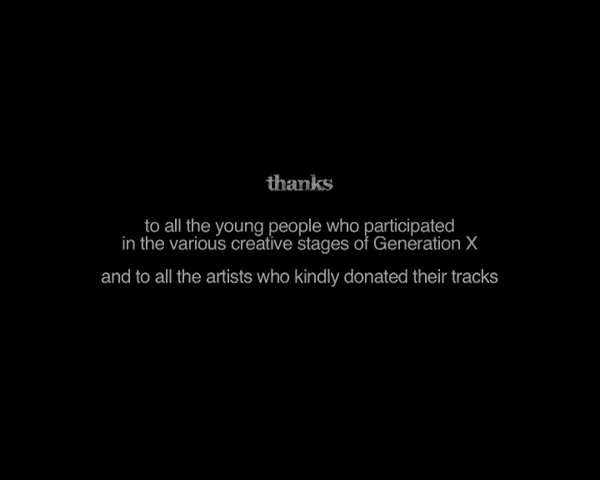 thanks
to all the young people who participated
in the various creative stages of Generation X
and to all the artists who kindly donated their tracks